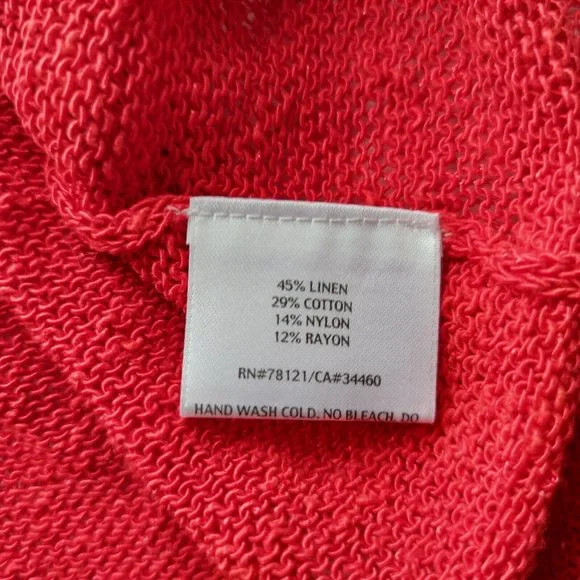 45% LINEN
29% COTTON
14% NYLON
12% RAYON
RN#78121/CA#34460
HAND WASH COLD. NO BLEACH. DO